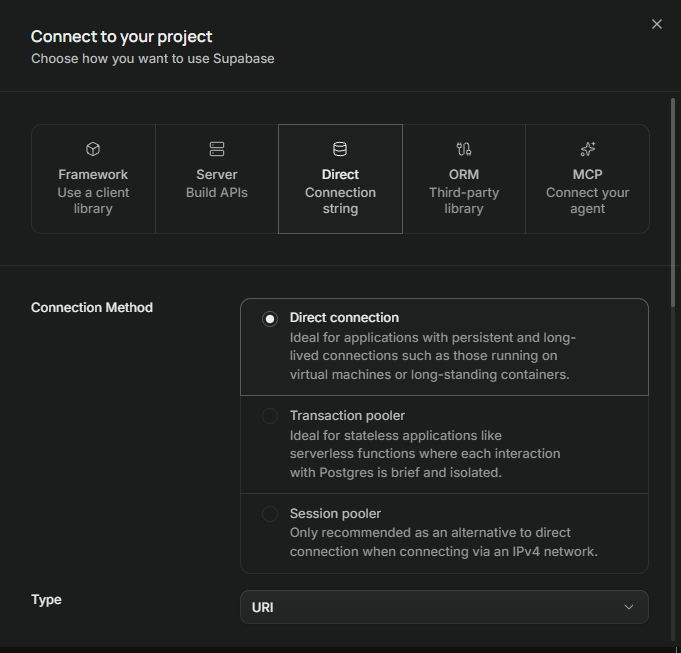 Connect to your project
Choose how you want to use Supabase
Framework
Use a client
library
Server
Build APIs
Direct
Connection
string
ORM
Third-party
library
MCP
Connect your
agent
Connection Method
Direct connection
Ideal for applications with persistent and long-
lived connections such as those running on
virtual machines or long-standing containers.
Transaction pooler
Ideal for stateless applications like
serverless functions where each interaction
with Postgres is brief and isolated.
Session pooler
Only recommended as an alternative to direct
connection when connecting via an IPv4 network.
Type
URI